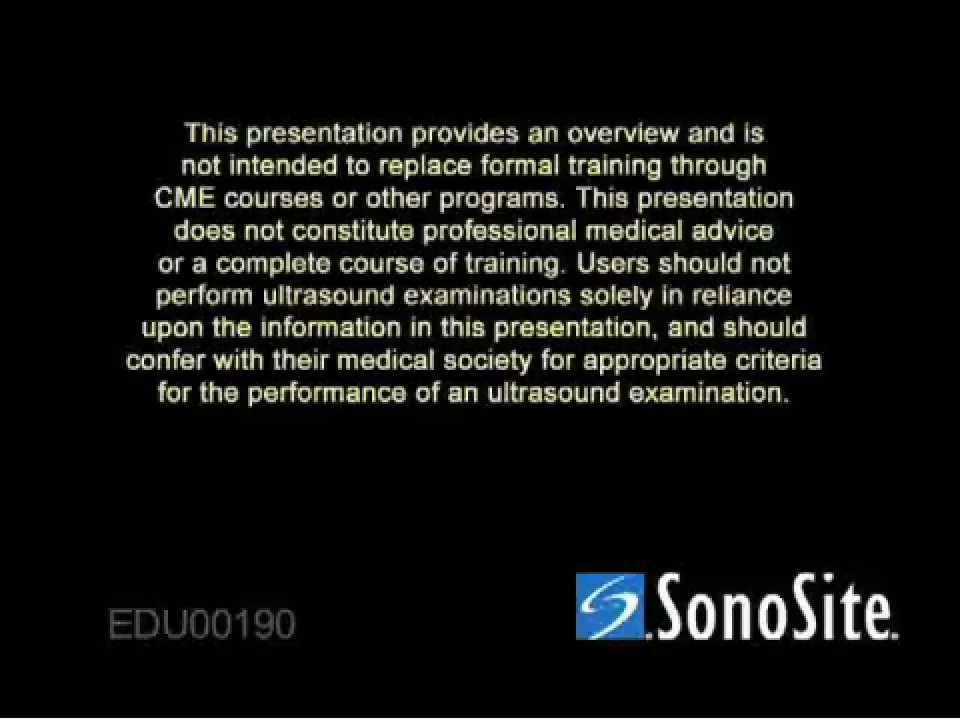 This presentation provides an overview and is
not intended to replace formal training through
CME courses or other programs. This presentation
does not constitute professional medical advice
or a complete course of training. Users should not
perform ultrasound examinations solely in reliance
upon the information in this presentation, and should
confer with their medical society for appropriate criteria
for the performance of an ultrasound examination.
EDU00190
SonoSite.